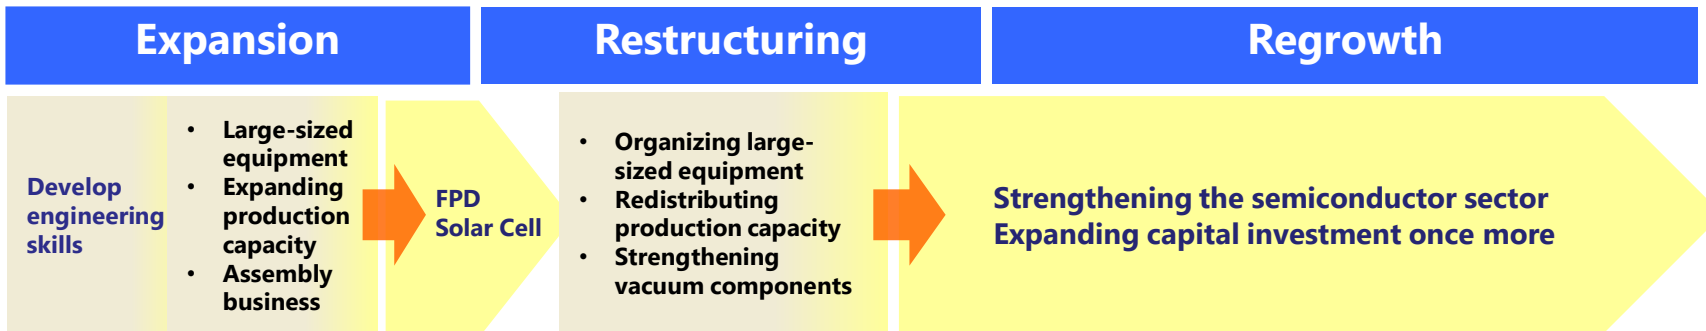 Expansion
Restructuring
Regrowth
Develop
engineering
skills
• Large-sized
equipment
• Expanding
production
capacity
• Assembly
business
FPD
Solar Cell
• Organizing large-
sized equipment
• Redistributing
production capacity
• Strengthening
vacuum components
Strengthening the semiconductor sector
Expanding capital investment once more